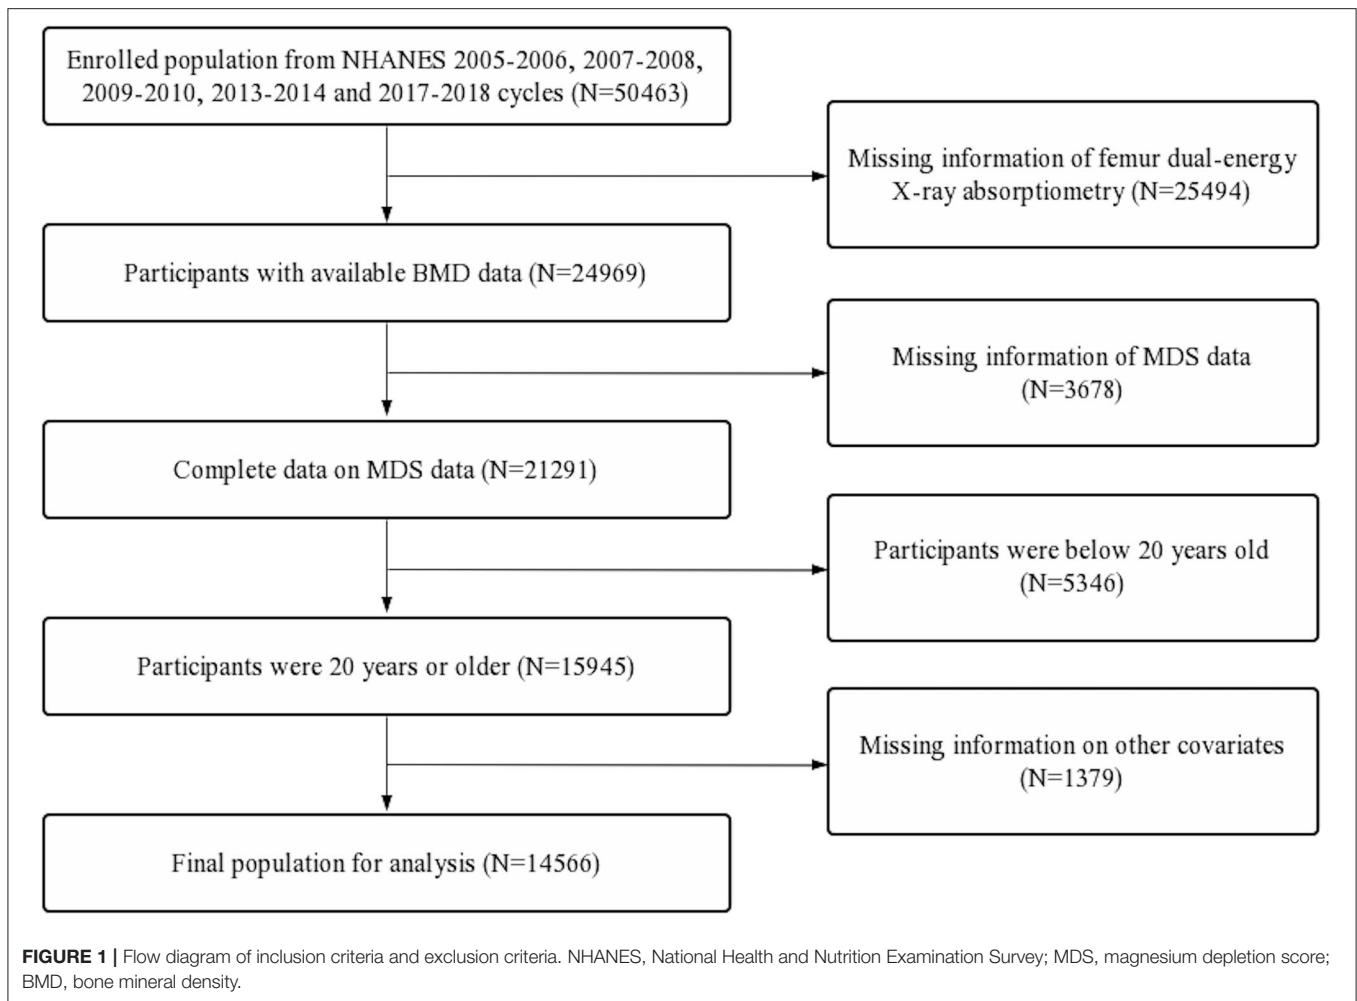 Enrolled population from NHANES 2005-2006, 2007-2008,
2009-2010, 2013-2014 and 2017-2018 cycles (N=50463)
Missing information of femur dual-energy
X-ray absorptiometry (N=25494)
Participants with available BMD data (N=24969)
Missing information of MDS data
(N=3678)
Complete data on MDS data (N=21291)
Participants were below 20 years old
(N=5346)
Participants were 20 years or older (N=15945)
Missing information on other covariates
(N=1379)
Final population for analysis (N=14566)
FIGURE 1 | Flow diagram of inclusion criteria and exclusion criteria. NHANES, National Health and Nutrition Examination Survey; MDS, magnesium depletion score;
BMD, bone mineral density.